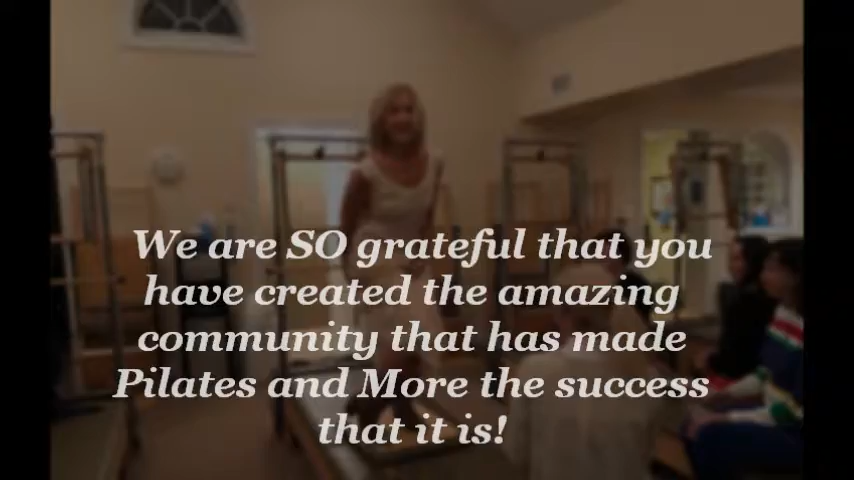 We are SO grateful that you
have created the amazing
community that has made
Pilates and More the success
that it is!